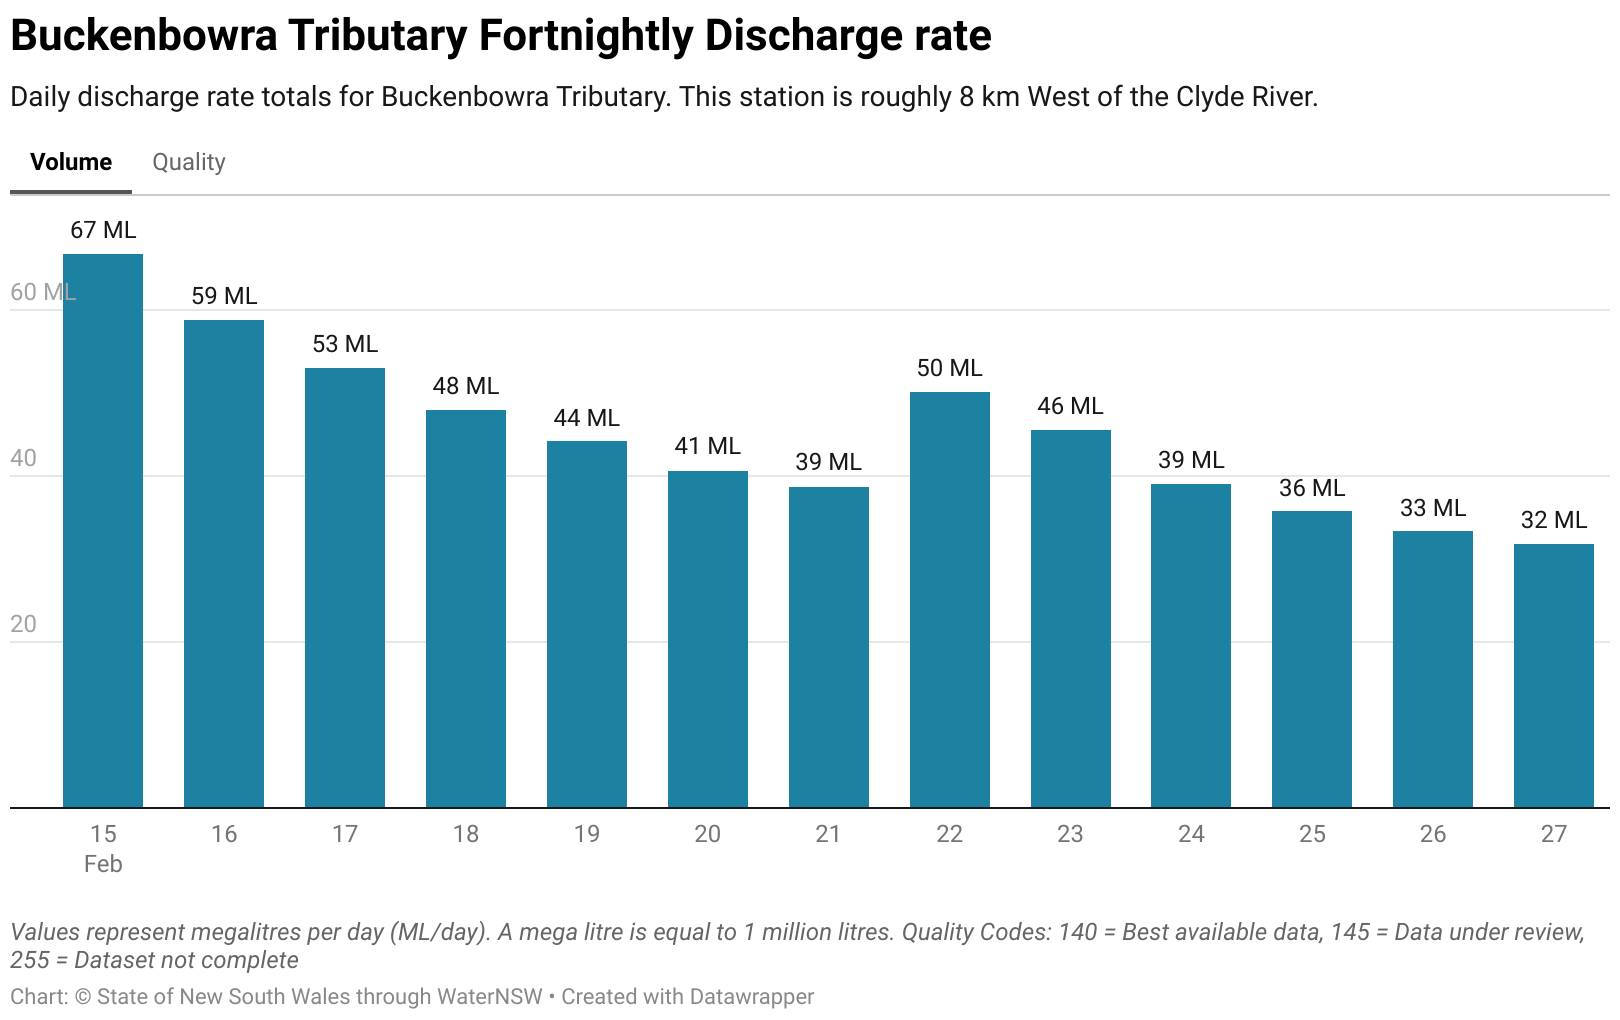 Buckenbowra Tributary Fortnightly Discharge rate
Daily discharge rate totals for Buckenbowra Tributary. This station is roughly 8 km West of the Clyde River.
Volume Quality
67 ML
60 ML
59 ML
53 ML
48 ML
44 ML
41 ML
39 ML
50 ML
46 ML
39 ML
36 ML
33 ML
32 ML
40
20
15 16 17 18 19 20 21 22 23 24 25 26 27
Feb
Values represent megalitres per day (ML/day). A mega litre is equal to 1 million litres. Quality Codes: 140 = Best available data, 145 = Data under review,
255 = Dataset not complete
Chart: © State of New South Wales through WaterNSW • Created with Datawrapper